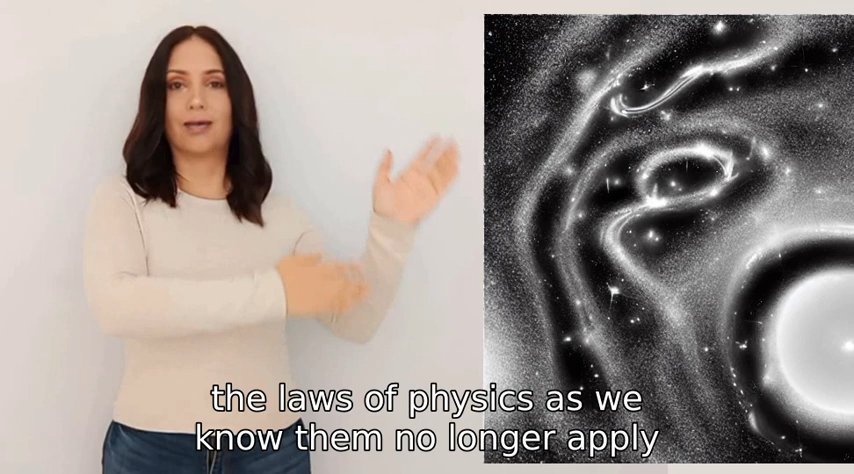 the laws of physics as we
know them no longer apply